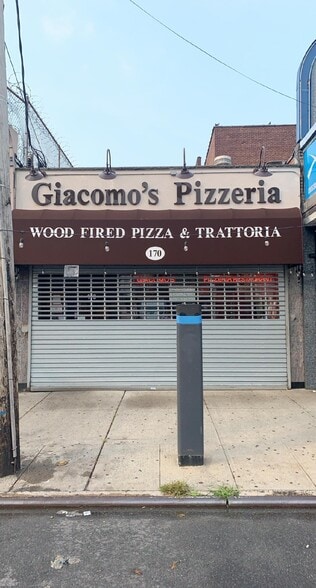 Giacomo's Pizzeria
WOOD FIRED PIZZA & TRATTORIA
170